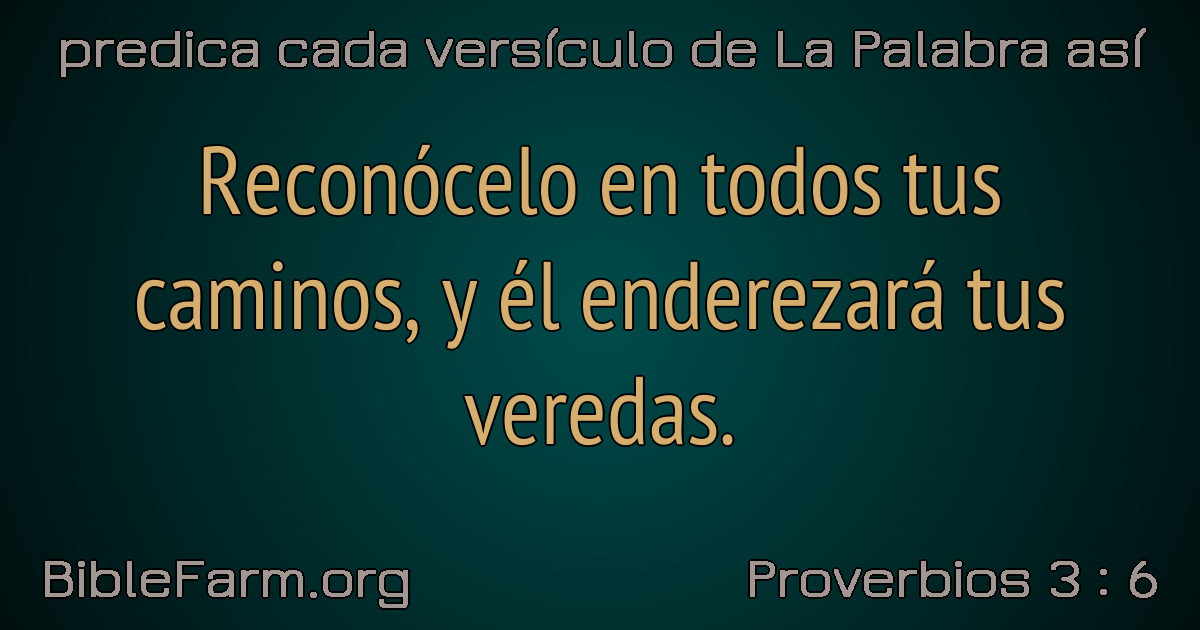 predica cada versículo de La Palabra así
Reconócelo en todos tus
caminos, y él enderezará tus
veredas.
BibleFarm.org
Proverbios 3 : 6